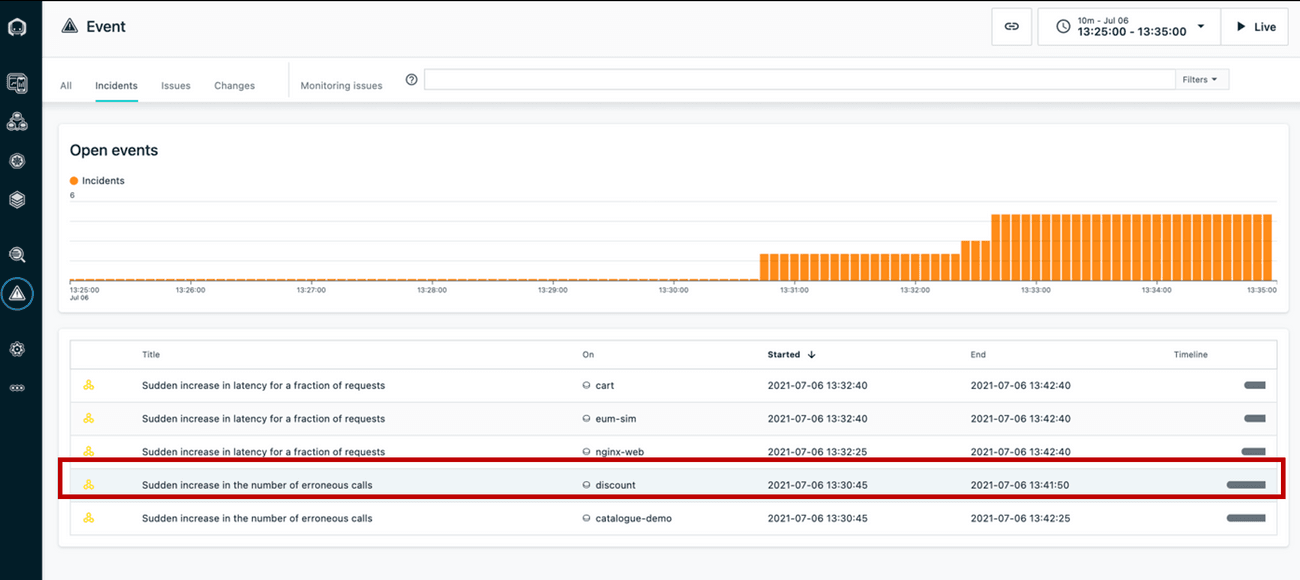 Event
10m - Jul 06
13:25:00 - 13:35:00
Live
All Incidents Issues Changes Monitoring issues
Filters
Open events
Incidents
6
13:25:00 13:26:00 13:27:00 13:28:00 13:29:00 13:30:00 13:31:00 13:32:00 13:33:00 13:34:00 13:35:00
Jul 06
Title On Started End Timeline
Sudden increase in latency for a fraction of requests cart 2021-07-06 13:32:40 2021-07-06 13:42:40
Sudden increase in latency for a fraction of requests eum-sim 2021-07-06 13:32:40 2021-07-06 13:42:40
Sudden increase in latency for a fraction of requests nginx-web 2021-07-06 13:32:25 2021-07-06 13:42:40
Sudden increase in the number of erroneous calls discount 2021-07-06 13:30:45 2021-07-06 13:41:50
Sudden increase in the number of erroneous calls catalogue-demo 2021-07-06 13:30:45 2021-07-06 13:42:25